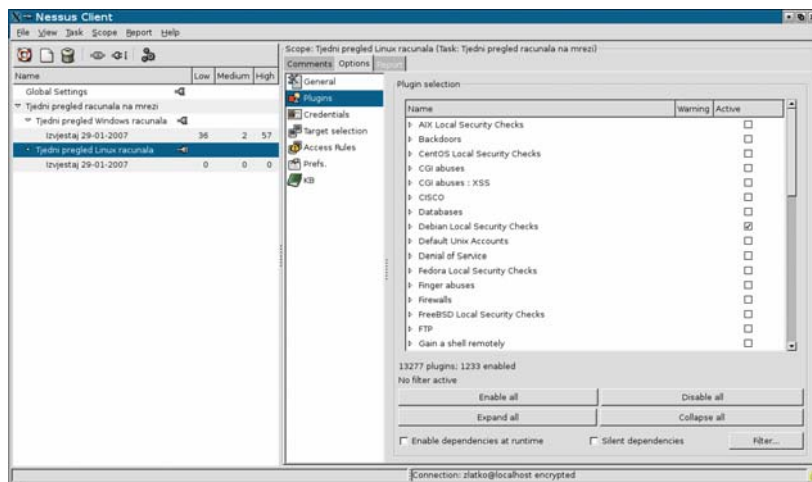 Nessus Client
File View Task Scope Report Help
Scope: Tjedni pregled Linux racunala (Task: Tjedni pregled racunala na mrezi)
Comments Options Report
Name Low Medium High
Global Settings
Tjedni pregled racunala na mrezi
Tjedni pregled Windows racunala
Izvjestaj 29-01-2007 36 2 57
Tjedni pregled Linux racunala
Izvjestaj 29-01-2007 0 0 0
General
Plugins
Credentials
Target selection
Access Rules
Prefs.
KB
Plugin selection
Name Warning Active
AIX Local Security Checks
Backdoors
CentOS Local Security Checks
CGI abuses
CGI abuses : XSS
CISCO
Databases
Debian Local Security Checks
Default Unix Accounts
Denial of Service
Fedora Local Security Checks
Finger abuses
Firewalls
FreeBSD Local Security Checks
FTP
Gain a shell remotely
13277 plugins; 1233 enabled
No filter active
Enable all Disable all
Expand all Collapse all
Enable dependencies at runtime Silent dependencies Filter...
Connection: zlatko@localhost encrypted